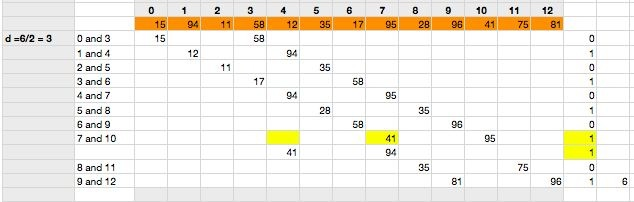 0 1 2 3 4 5 6 7 8 9 10 11 12
15 94 11 58 12 35 17 95 28 96 41 75 81
d =6/2 = 3 0 and 3 15 58 0
1 and 4 12 94 1
2 and 5 11 35 0
3 and 6 17 58 1
4 and 7 94 95 0
5 and 8 28 35 1
6 and 9 58 96 0
7 and 10 41 95 1
41 94 1
8 and 11 35 75 0
9 and 12 81 96 1 6